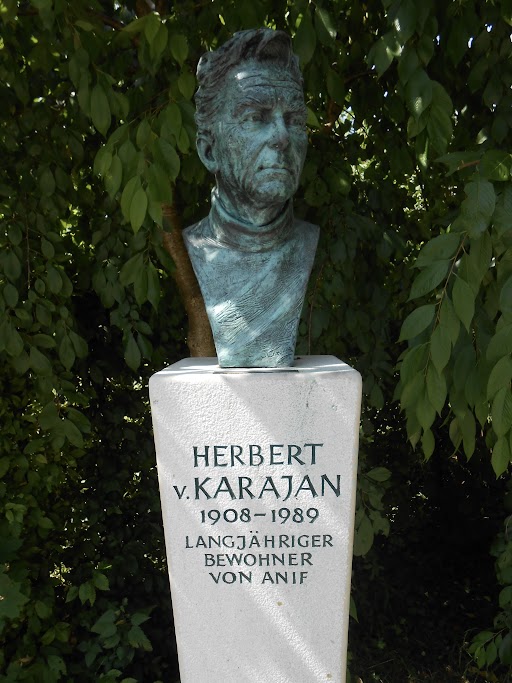 HERBERT
v. KARAJAN
1908-1989
LANGJÄHRIGER
BEWOHNER
VON ANIF